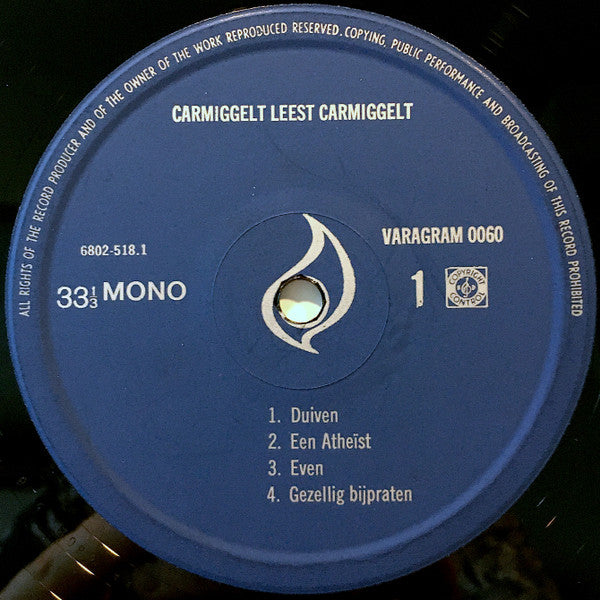 ALL RIGHTS OF THE RECORD PRODUCER AND OF THE OWNER OF THE WORK REPRODUCED RESERVED. COPYING, PUBLIC PERFORMANCE AND BROADCASTING OF THIS RECORD PROHIBITED
CARMIGGELT LEEST CARMIGGELT
6802-518.1
VARAGRAM 0060
33⅓ MONO
1
COPYRIGHT
CONTROL
1. Duiven
2. Een Atheïst
3. Even
4. Gezellig bijpraten